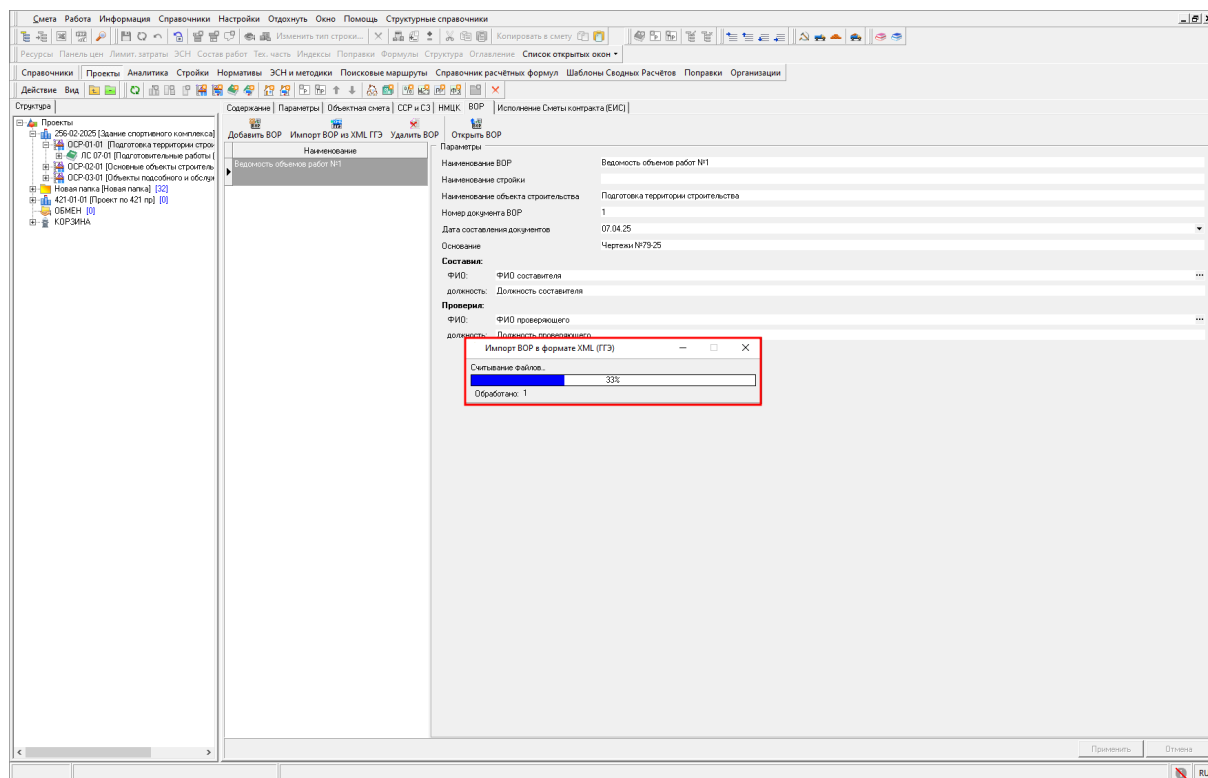 Смета Работа Информация Справочники Настройки Отдохнуть Окно Помощь Структурные справочники
Изменить тип строки... Копировать в смету
Ресурсы Панель цен Лимит. затраты ЭСН Состав работ Тех. часть Индексы Поправки Формулы Структура Оглавление Список открытых окон
Справочники Проекты Аналитика Стройки Нормативы ЭСН и методики Поисковые маршруты Справочник расчётных формул Шаблоны Сводных Расчётов Поправки Организации
Действие Вид
Структура
Проекты
256-02-2025 [Здание спортивного комплекса]
ОСР-01-01 [Подготовка территории строи
ЛС 07-01 [Подготовительные работы (
ОСР-02-01 [Основные объекты строитель
ОСР-03-01 [Объекты подсобного и обслуж
Новая папка [Новая папка] [32]
421-01-01 [Проект по 421 пр] [0]
ОБМЕН [0]
КОРЗИНА
Содержание Параметры Объектная смета ССР и СЗ НМЦК ВОР Исполнение Сметы контракта (ЕИС)
Добавить ВОР Импорт ВОР из XML ГГЭ Удалить ВОР Открыть ВОР
Наименование
Ведомость объемов работ №1
Параметры
Наименование ВОР Ведомость объемов работ №1
Наименование стройки
Наименование объекта строительства Подготовка территории строительства
Номер документа ВОР 1
Дата составления документов 07.04.25
Основание Чертежи №79-25
Составил:
ФИО: ФИО составителя
должность: Должность составителя
Проверил:
ФИО: ФИО проверяющего
должность: Должность проверяющего
Импорт ВОР в формате XML (ГГЭ)
Считывание файлов...
33%
Обработано: 1
Применить Отмена
RU